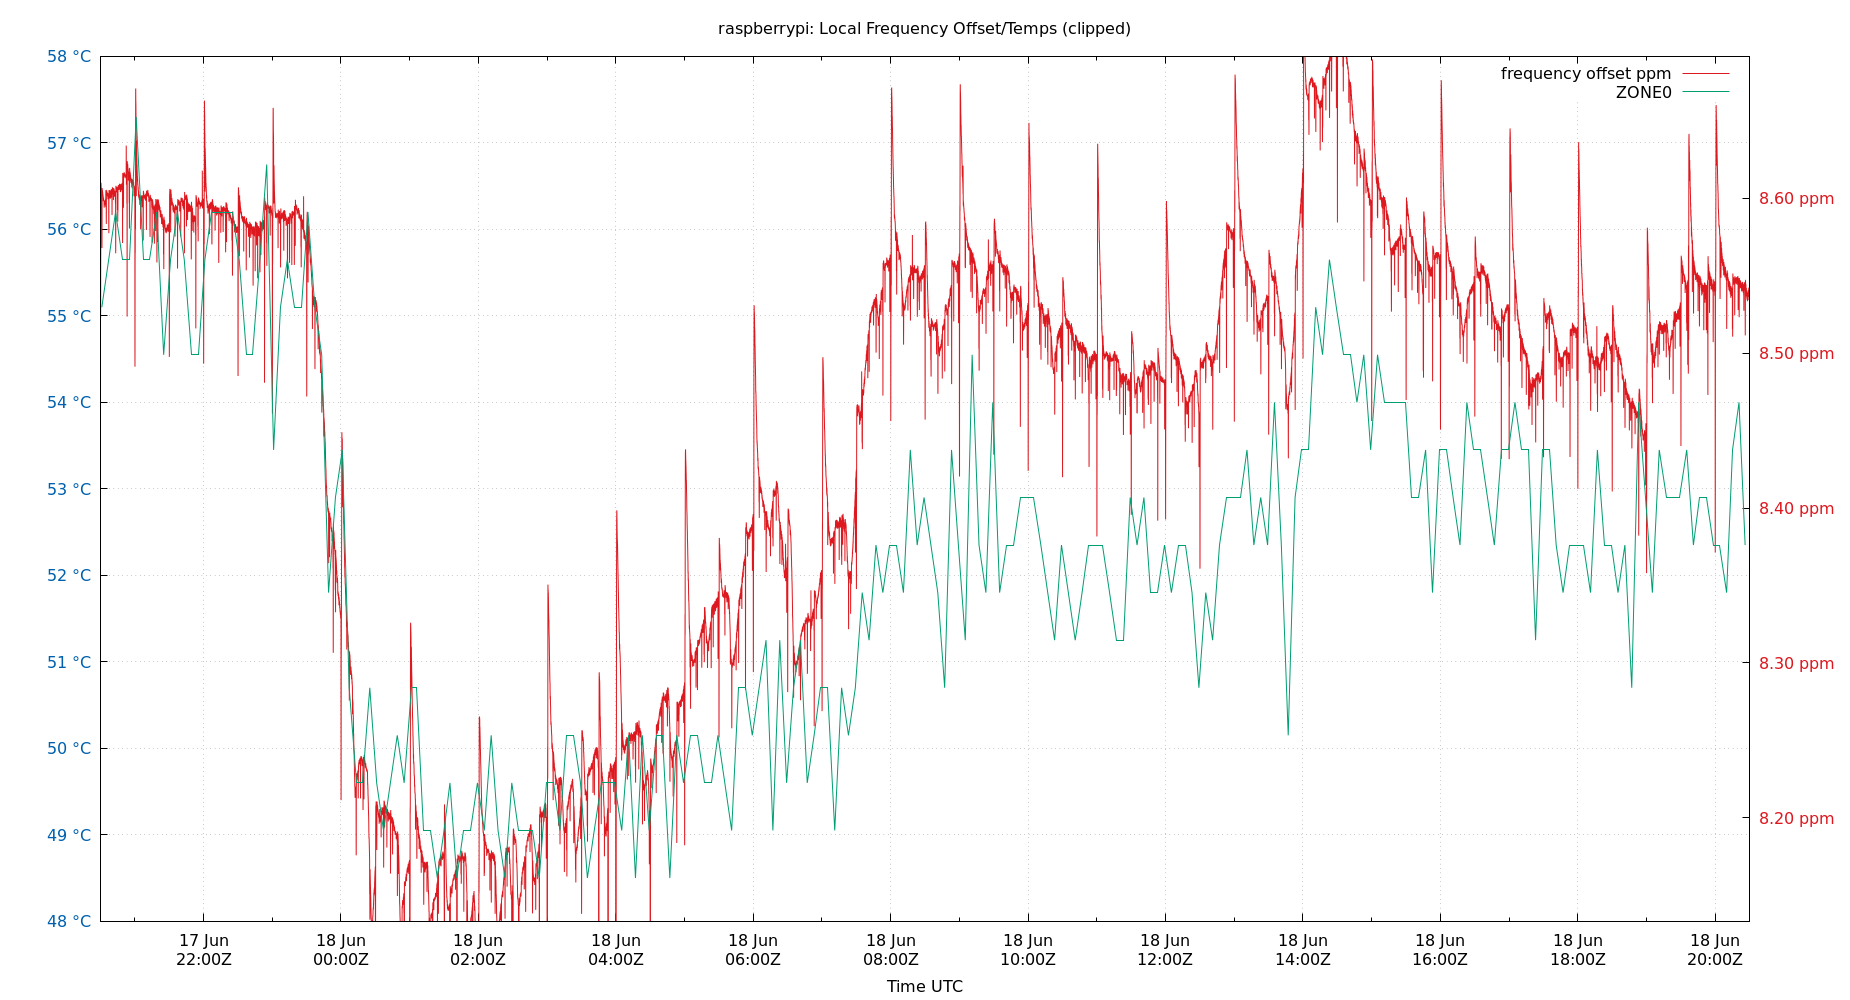 raspberrypi: Local Frequency Offset/Temps (clipped)
58 °C
57 °C
56 °C
55 °C
54 °C
53 °C
52 °C
51 °C
50 °C
49 °C
48 °C
frequency offset ppm
ZONE0
8.60 ppm
8.50 ppm
8.40 ppm
8.30 ppm
8.20 ppm
17 Jun
22:00Z
18 Jun
00:00Z
18 Jun
02:00Z
18 Jun
04:00Z
18 Jun
06:00Z
18 Jun
08:00Z
18 Jun
10:00Z
18 Jun
12:00Z
18 Jun
14:00Z
18 Jun
16:00Z
18 Jun
18:00Z
18 Jun
20:00Z
Time UTC